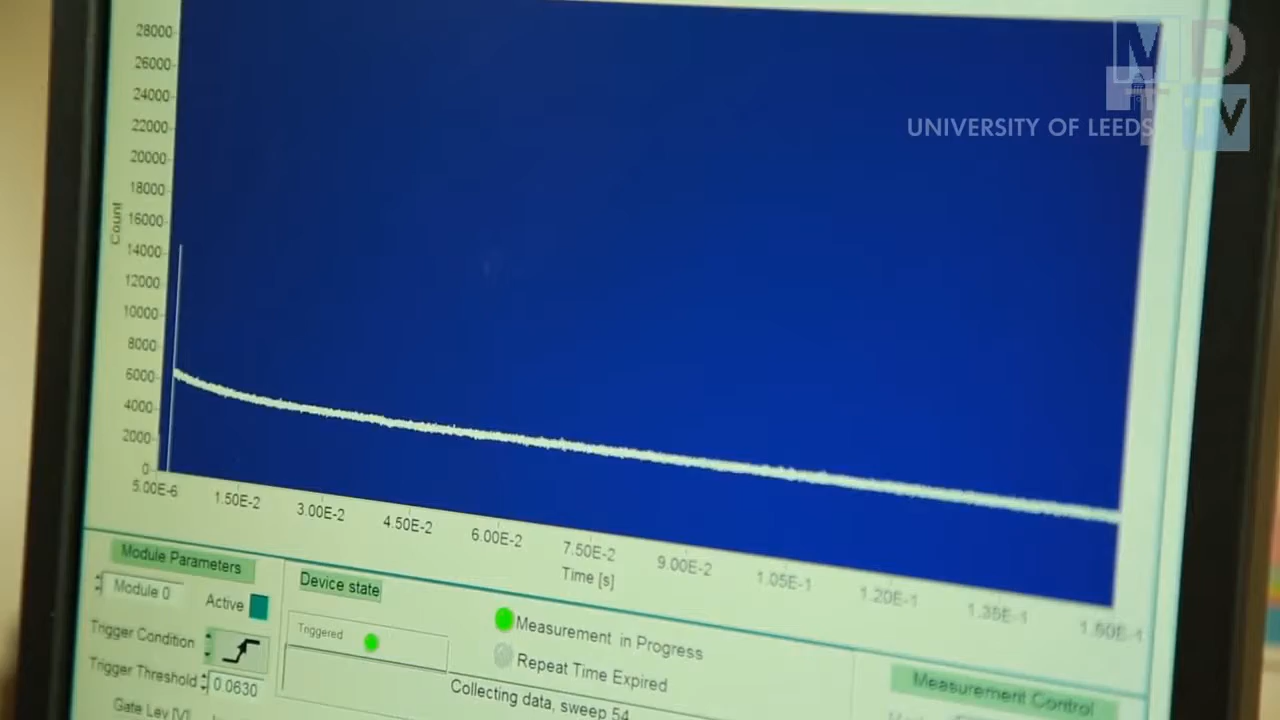 MD
TV
UNIVERSITY OF LEEDS
28000
26000
24000
22000
20000
18000
16000
14000
12000
10000
8000
6000
4000
2000
0
Count
5.00E-6 1.50E-2 3.00E-2 4.50E-2 6.00E-2 7.50E-2 9.00E-2 1.05E-1 1.20E-1 1.35E-1 1.50E-1
Time [s]
Module Parameters
Module 0
Active
Trigger Condition
Trigger Threshold 0.0630
Gate Lev [V]
Device state
Triggered
Measurement in Progress
Repeat Time Expired
Collecting data, sweep 54
Measurement Control